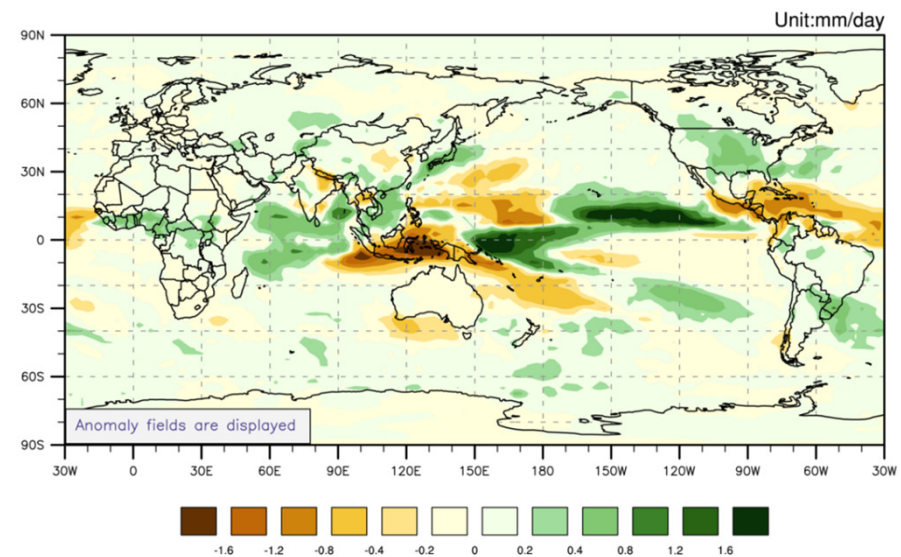 Unit:mm/day
90N
60N
30N
0
30S
60S
90S
Anomaly fields are displayed
30W 0 30E 60E 90E 120E 150E 180 150W 120W 90W 60W 30W
-1.6 -1.2 -0.8 -0.4 -0.2 0 0.2 0.4 0.8 1.2 1.6